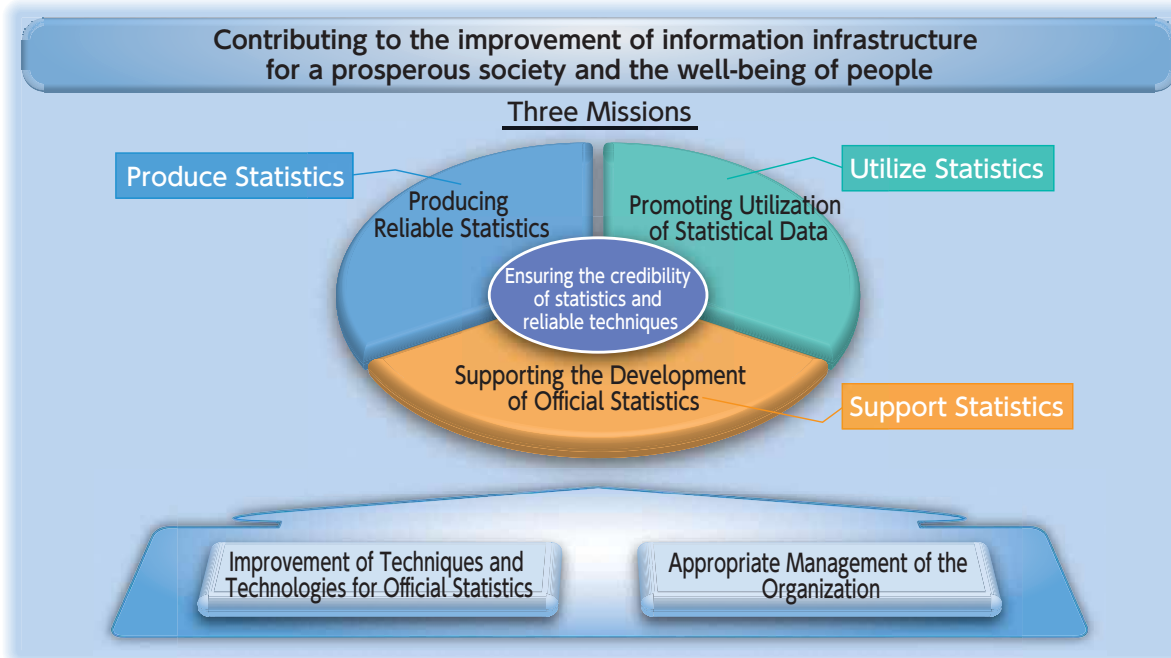 Contributing to the improvement of information infrastructure
for a prosperous society and the well-being of people
Three Missions
Produce Statistics
Utilize Statistics
Producing
Reliable Statistics
Promoting Utilization
of Statistical Data
Ensuring the credibility
of statistics and
reliable techniques
Supporting the Development
of Official Statistics
Support Statistics
Improvement of Techniques and
Technologies for Official Statistics
Appropriate Management of the
Organization